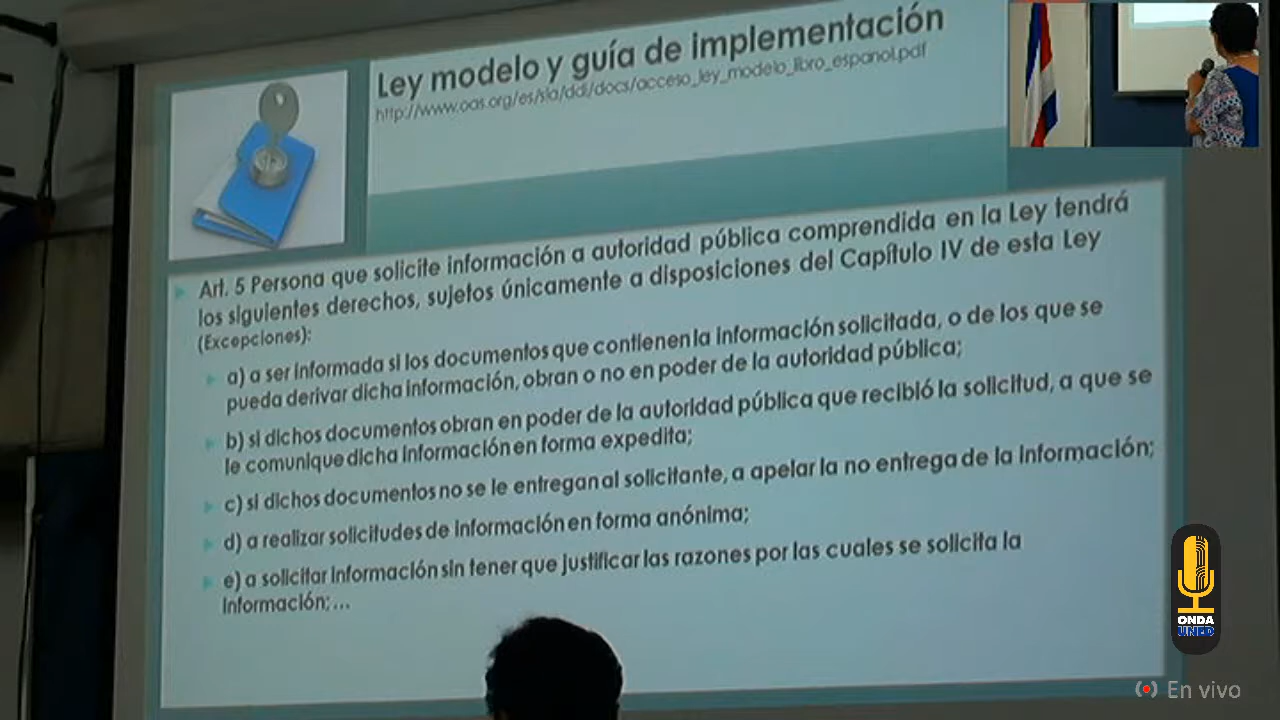 Ley modelo y guía de implementación
http://www.oas.org/es/sla/ddi/docs/acceso_ley_modelo_libro_espanol.pdf
Art. 5 Persona que solicite información a autoridad pública comprendida en la Ley tendrá
los siguientes derechos, sujetos únicamente a disposiciones del Capítulo IV de esta Ley
(Excepciones):
a) a ser informada si los documentos que contienen la información solicitada, o de los que se
pueda derivar dicha información, obran o no en poder de la autoridad pública;
b) si dichos documentos obran en poder de la autoridad pública que recibió la solicitud, a que se
le comunique dicha información en forma expedita;
c) si dichos documentos no se le entregan al solicitante, a apelar la no entrega de la información;
d) a realizar solicitudes de información en forma anónima;
e) a solicitar información sin tener que justificar las razones por las cuales se solicita la
información; ...
ONDA
UNED
En vivo